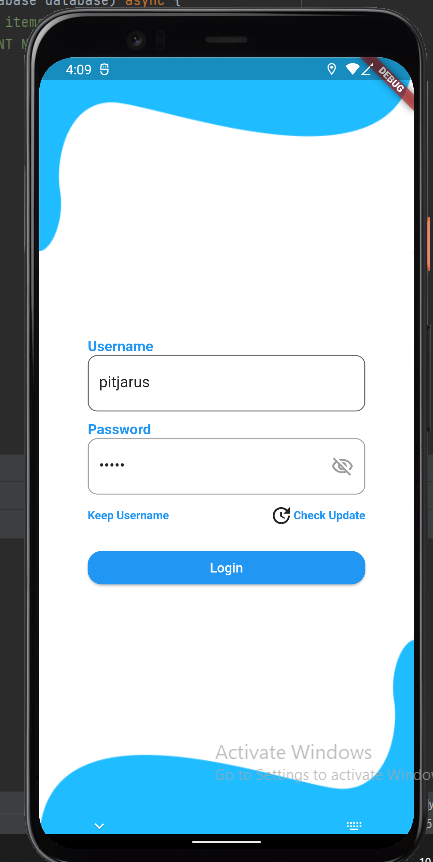 abase database) async {
item
NT M
4:09
DEBUG
Username
pitjarus
Password
•••••
Keep Username
Check Update
Login
Activate Windows
Go to Settings to activate Windo